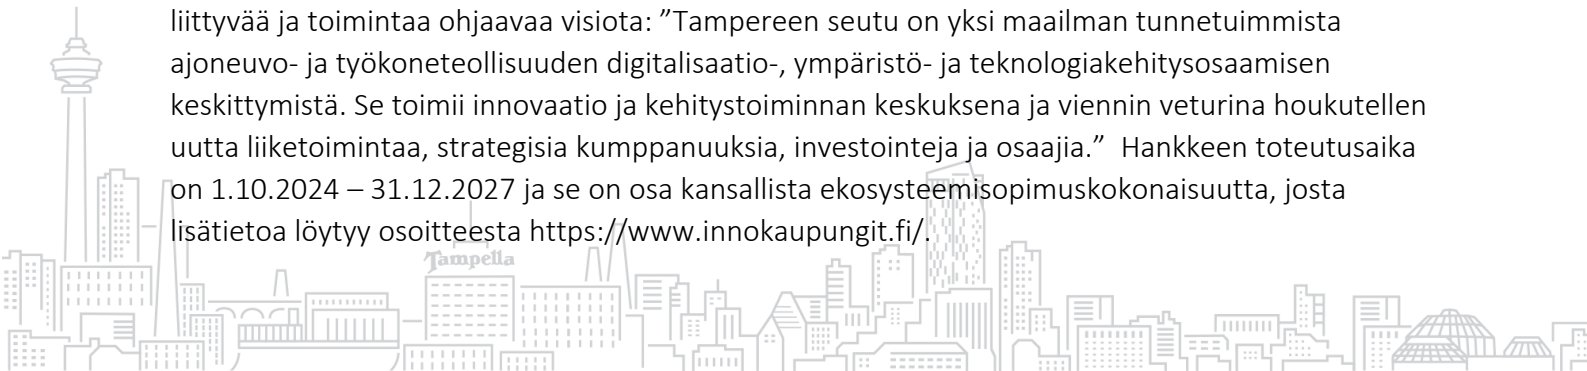 liittyvää ja toimintaa ohjaavaa visiota: ”Tampereen seutu on yksi maailman tunnetuimmista
ajoneuvo- ja työkoneteollisuuden digitalisaatio-, ympäristö- ja teknologiakehitysosaamisen
keskittymistä. Se toimii innovaatio ja kehitystoiminnan keskuksena ja viennin veturina houkutellen
uutta liiketoimintaa, strategisia kumppanuuksia, investointeja ja osaajia.”  Hankkeen toteutusaika
on 1.10.2024 – 31.12.2027 ja se on osa kansallista ekosysteemisopimuskokonaisuutta, josta
lisätietoa löytyy osoitteesta https://www.innokaupungit.fi/.
Tampella